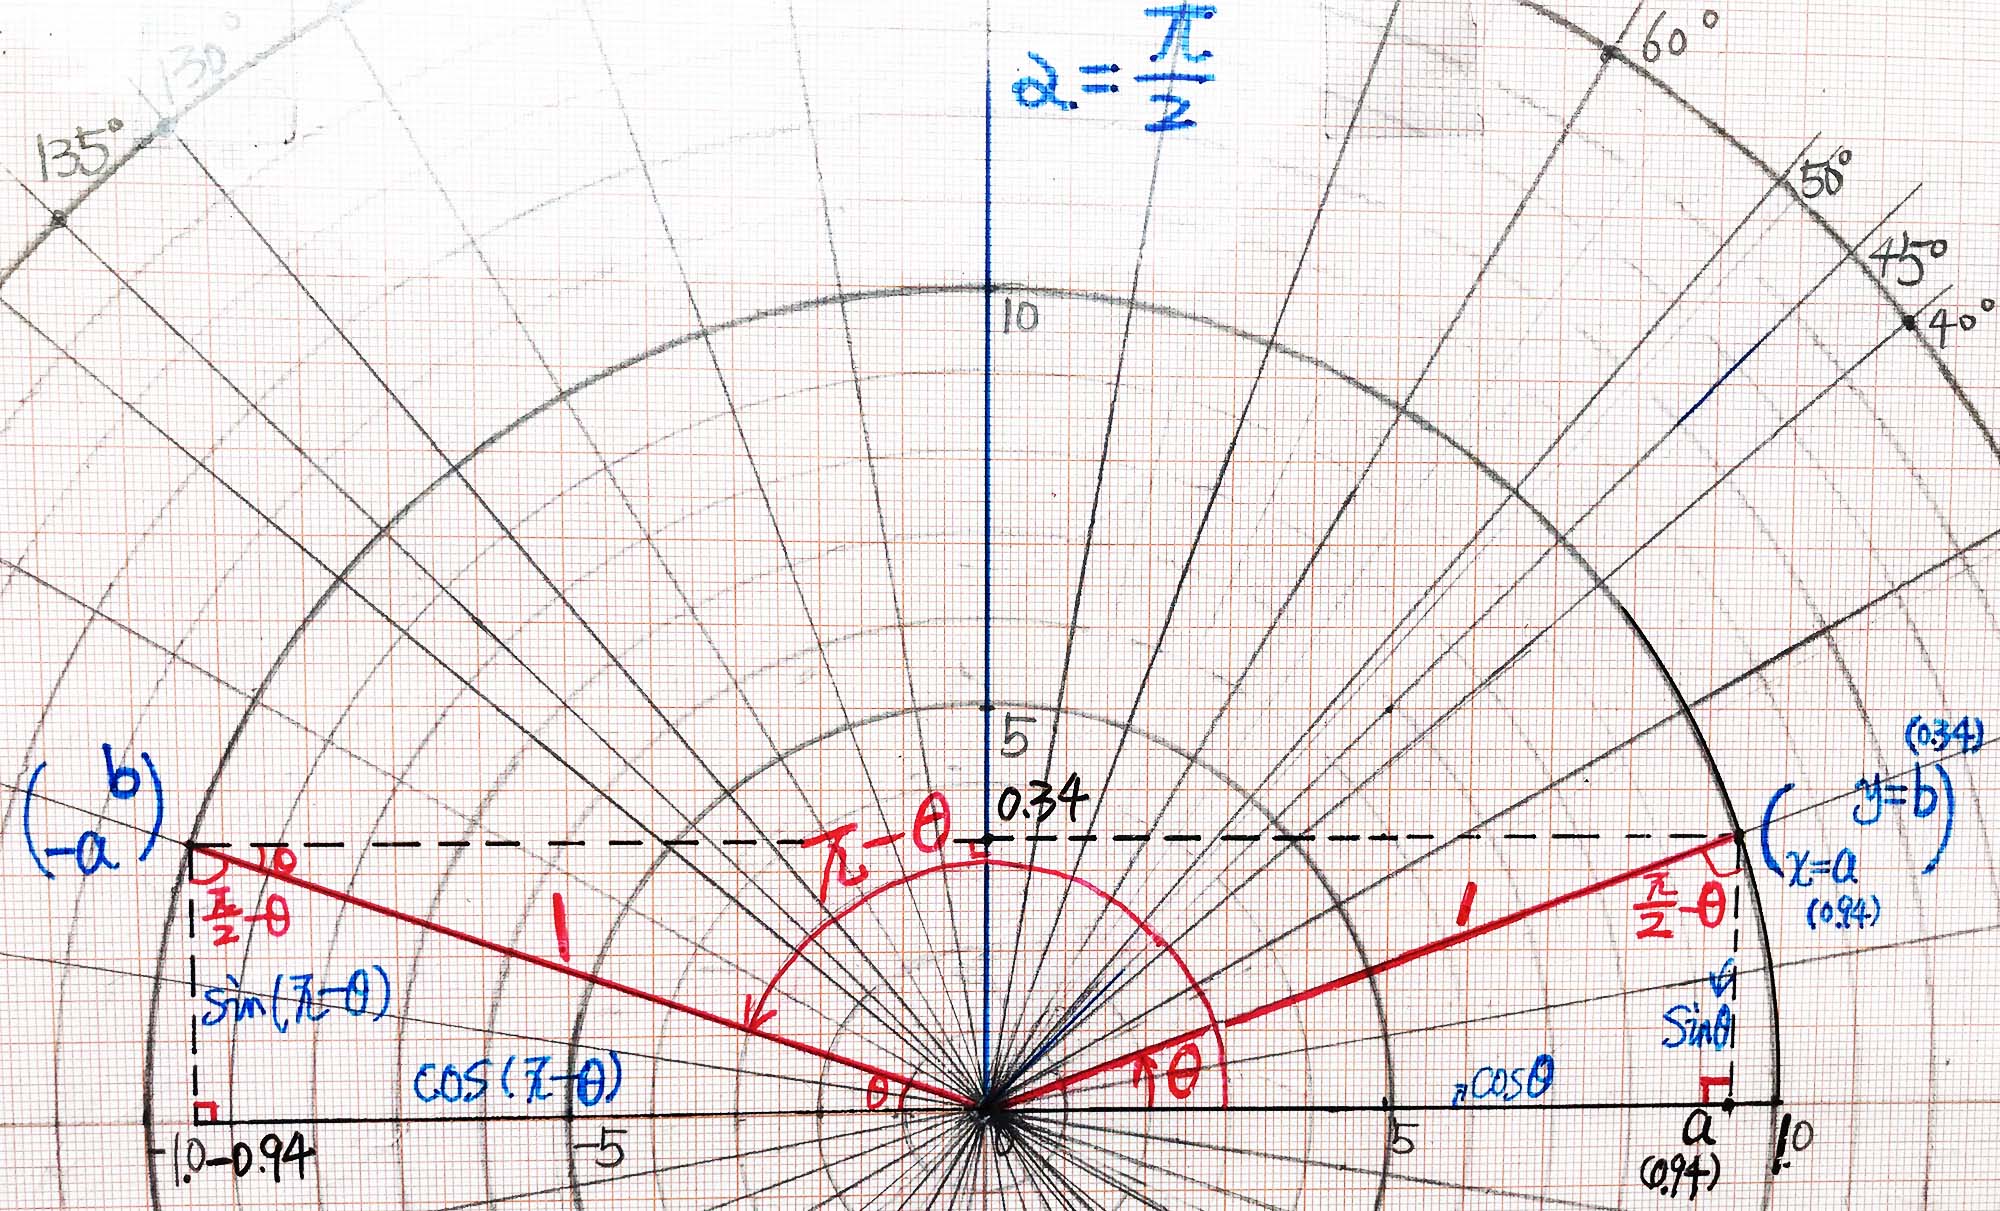 α = π/2
60°
130°
135°
50°
45°
40°
10
5
0.34
(0.34)
b
-a
y=b
x=a
(0.94)
π-θ
θ
π/2-θ
1
1
π/2-θ
sin(π-θ)
sinθ
cos(π-θ)
θ
θ
cosθ
-1.0
-0.94
-5
0
5
a
(0.94)
1.0